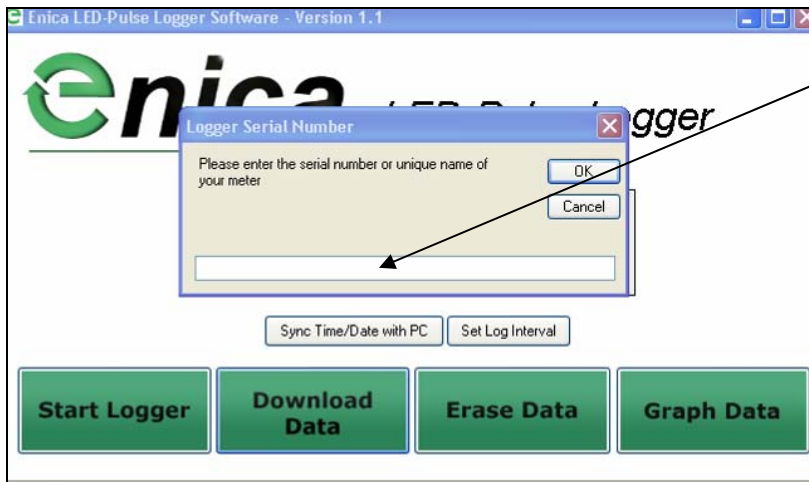 Enica LED-Pulse Logger Software - Version 1.1
enica
gger
Logger Serial Number
Please enter the serial number or unique name of
your meter
OK
Cancel
Sync Time/Date with PC
Set Log Interval
Start Logger
Download
Data
Erase Data
Graph Data